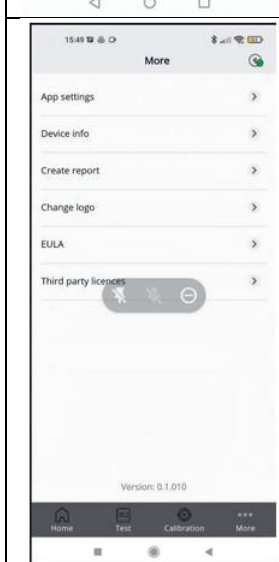 15:49
More
App settings
Device info
Create report
Change logo
EULA
Third party licences
Version: 0.1.010
Home Test Calibration More